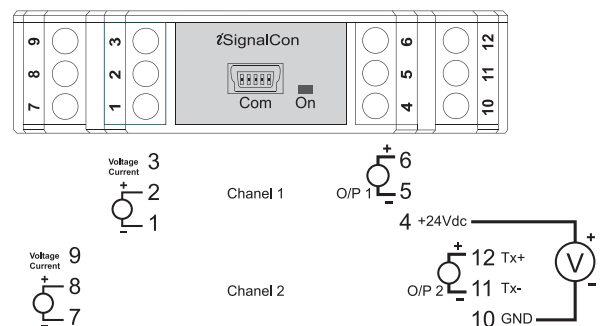 9 3 iSignalCon 6 12
8 2 5 11
7 1 Com On 4 10
Voltage 3
Current
+ 2
- 1
Chanel 1
+ 6
O/P 1 - 5
4 +24Vdc
Voltage 9
Current
+ 8
- 7
Chanel 2
+ 12 Tx+
O/P 2 - 11 Tx-
10 GND
+
V
-